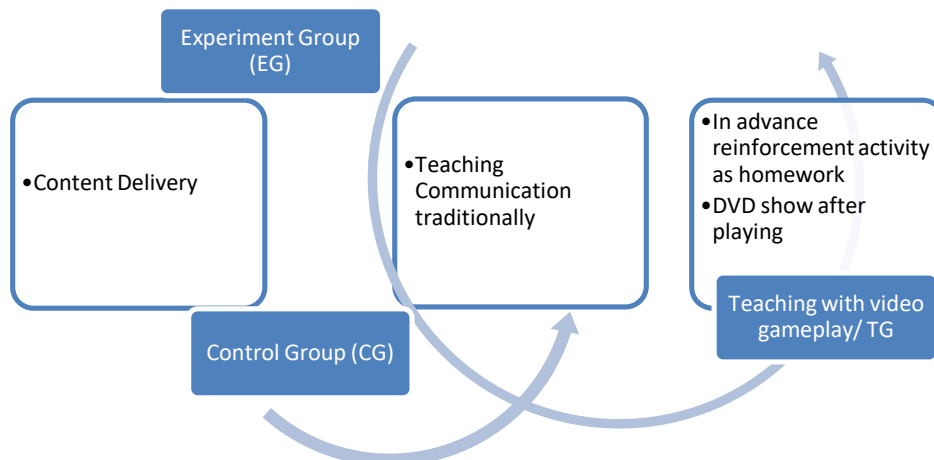 Experiment Group
(EG)
•Content Delivery
Control Group (CG)
•Teaching
Communication
traditionally
•In advance
reinforcement activity
as homework
•DVD show after
playing
Teaching with video
gameplay/ TG